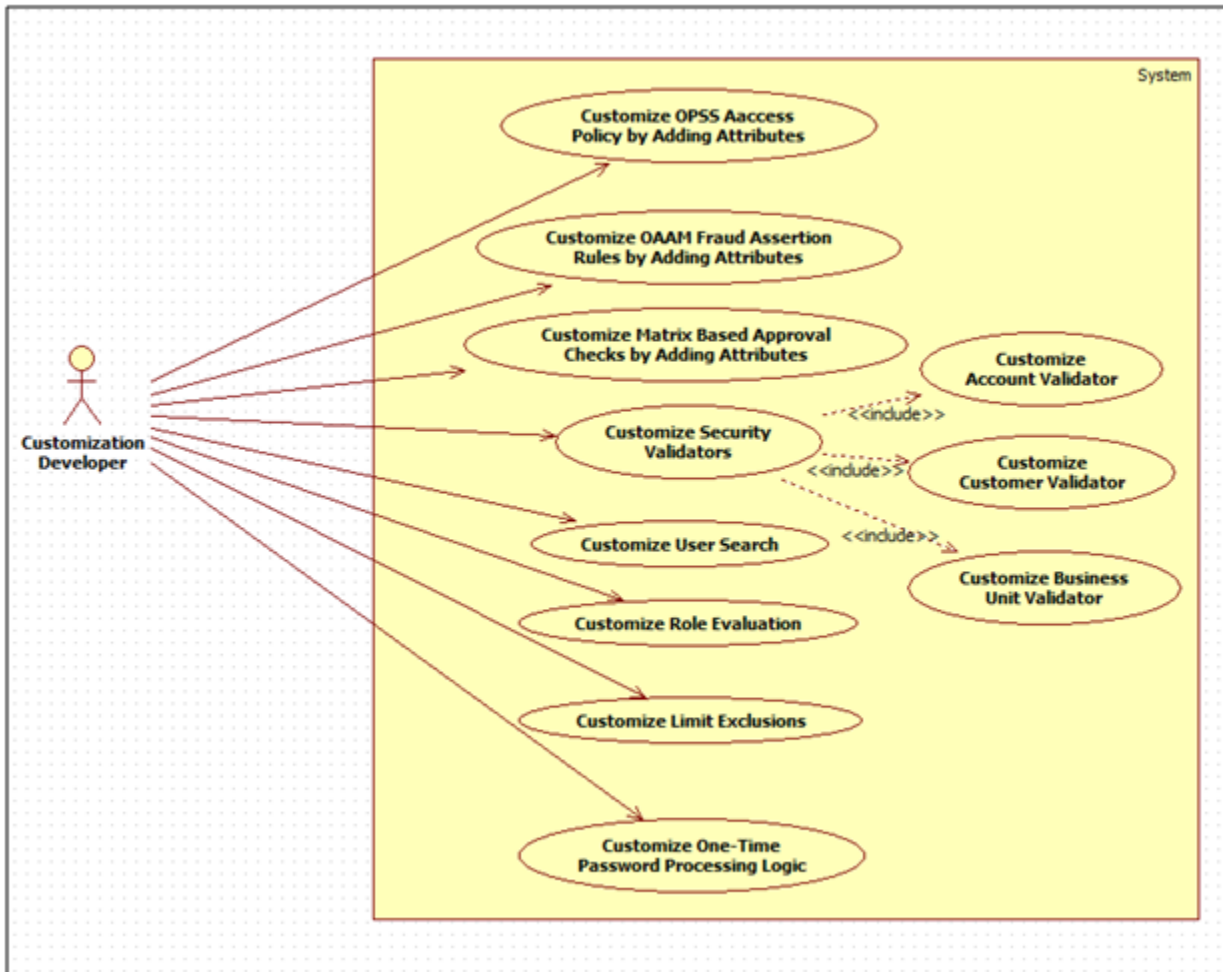 System
Customize OPSS Aaccess
Policy by Adding Attributes
Customize OAAM Fraud Assertion
Rules by Adding Attributes
Customize Matrix Based Approval
Checks by Adding Attributes
Customize
Account Validator
<<include>>
Customization
Developer
Customize Security
Validators
<<include>>
Customize
Customer Validator
<<include>>
Customize User Search
Customize Business
Unit Validator
Customize Role Evaluation
Customize Limit Exclusions
Customize One-Time
Password Processing Logic